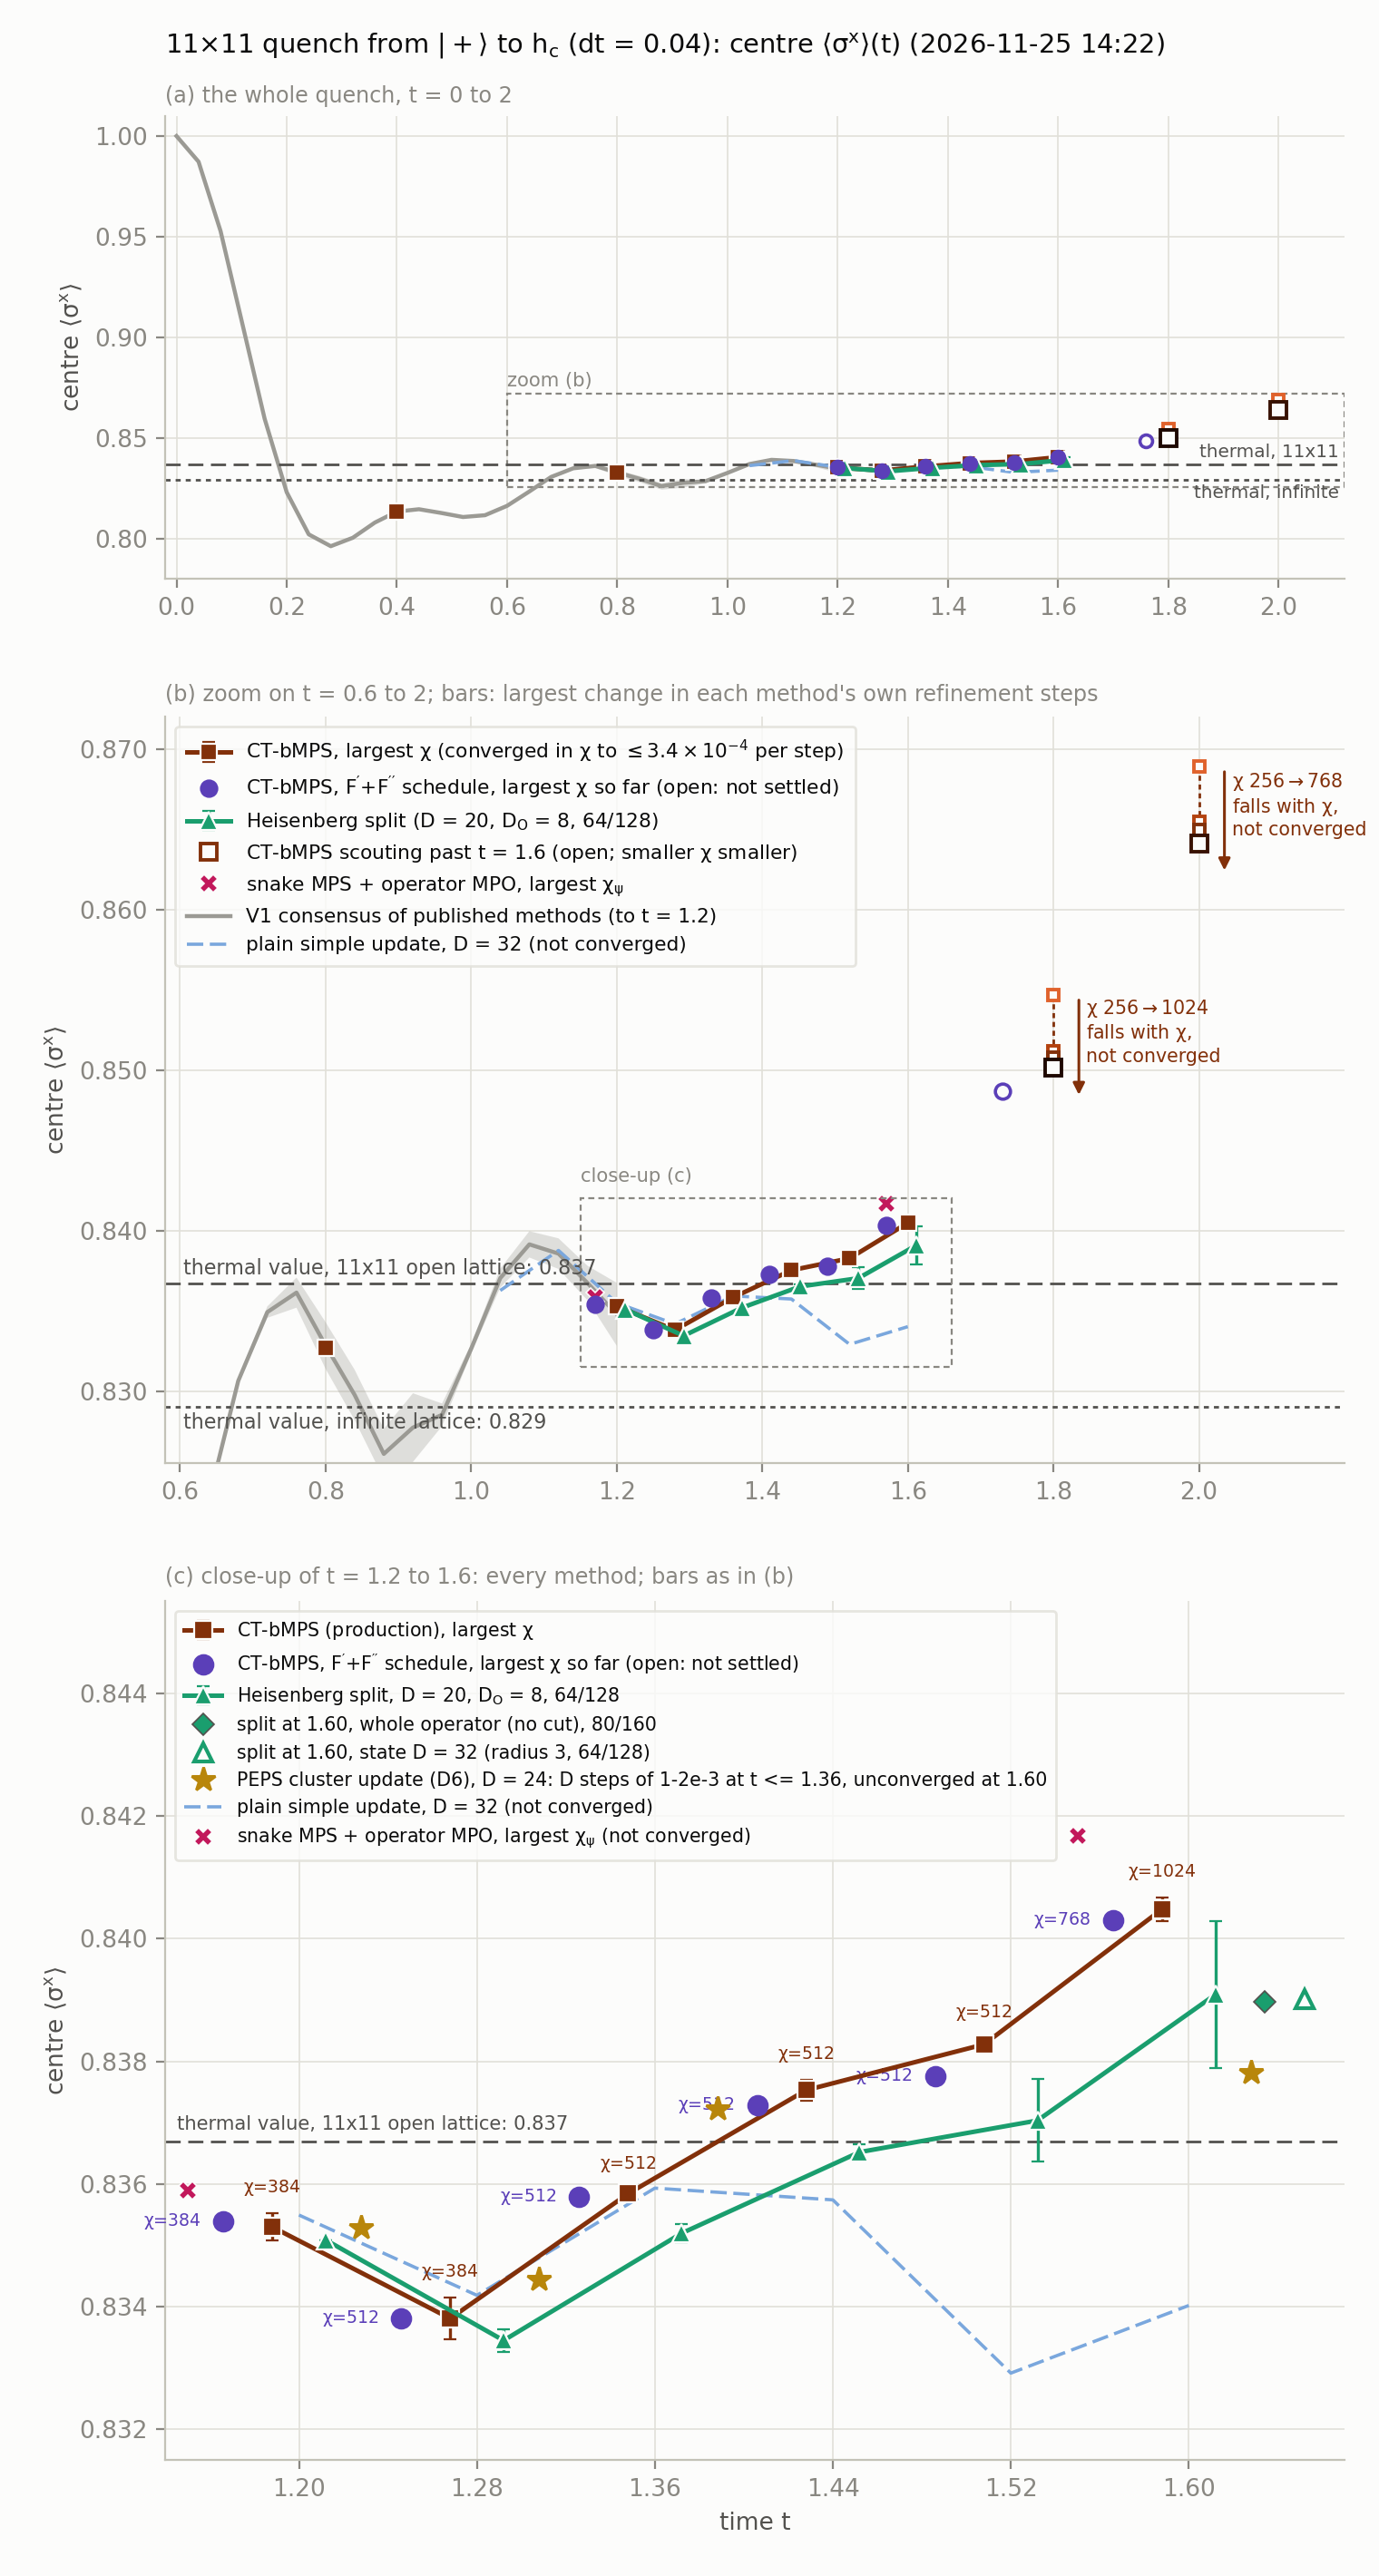 11×11 quench from |+⟩ to h_c (dt = 0.04): centre ⟨σˣ⟩(t) (2026-11-25 14:22)
(a) the whole quench, t = 0 to 2
1.00
0.95
0.90
0.85
0.80
centre ⟨σˣ⟩
zoom (b)
thermal, 11x11
thermal, infinite
0.0 0.2 0.4 0.6 0.8 1.0 1.2 1.4 1.6 1.8 2.0
(b) zoom on t = 0.6 to 2; bars: largest change in each method's own refinement steps
CT-bMPS, largest χ (converged in χ to ≤3.4×10⁻⁴ per step)
CT-bMPS, F′+F′′ schedule, largest χ so far (open: not settled)
Heisenberg split (D = 20, D_O = 8, 64/128)
CT-bMPS scouting past t = 1.6 (open; smaller χ smaller)
snake MPS + operator MPO, largest χ_ψ
V1 consensus of published methods (to t = 1.2)
plain simple update, D = 32 (not converged)
0.870
0.860
0.850
0.840
0.830
centre ⟨σˣ⟩
χ 256→768
falls with χ,
not converged
χ 256→1024
falls with χ,
not converged
close-up (c)
thermal value, 11x11 open lattice: 0.837
thermal value, infinite lattice: 0.829
0.6 0.8 1.0 1.2 1.4 1.6 1.8 2.0
(c) close-up of t = 1.2 to 1.6: every method; bars as in (b)
CT-bMPS (production), largest χ
CT-bMPS, F′+F′′ schedule, largest χ so far (open: not settled)
Heisenberg split, D = 20, D_O = 8, 64/128
split at 1.60, whole operator (no cut), 80/160
split at 1.60, state D = 32 (radius 3, 64/128)
PEPS cluster update (D6), D = 24: D steps of 1-2e-3 at t <= 1.36, unconverged at 1.60
plain simple update, D = 32 (not converged)
snake MPS + operator MPO, largest χ_ψ (not converged)
0.844
0.842
0.840
0.838
0.836
0.834
0.832
centre ⟨σˣ⟩
χ=1024
χ=768
χ=512
χ=512
χ=512
χ=512
thermal value, 11x11 open lattice: 0.837
χ=512
χ=384
χ=512
χ=384
χ=384
χ=512
1.20 1.28 1.36 1.44 1.52 1.60
time t